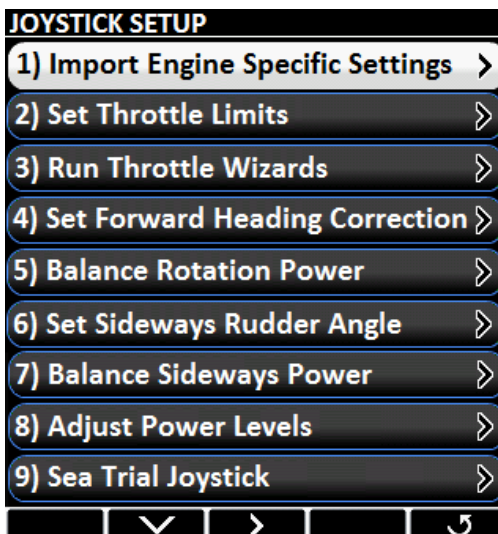 JOYSTICK SETUP
1) Import Engine Specific Settings
2) Set Throttle Limits
3) Run Throttle Wizards
4) Set Forward Heading Correction
5) Balance Rotation Power
6) Set Sideways Rudder Angle
7) Balance Sideways Power
8) Adjust Power Levels
9) Sea Trial Joystick